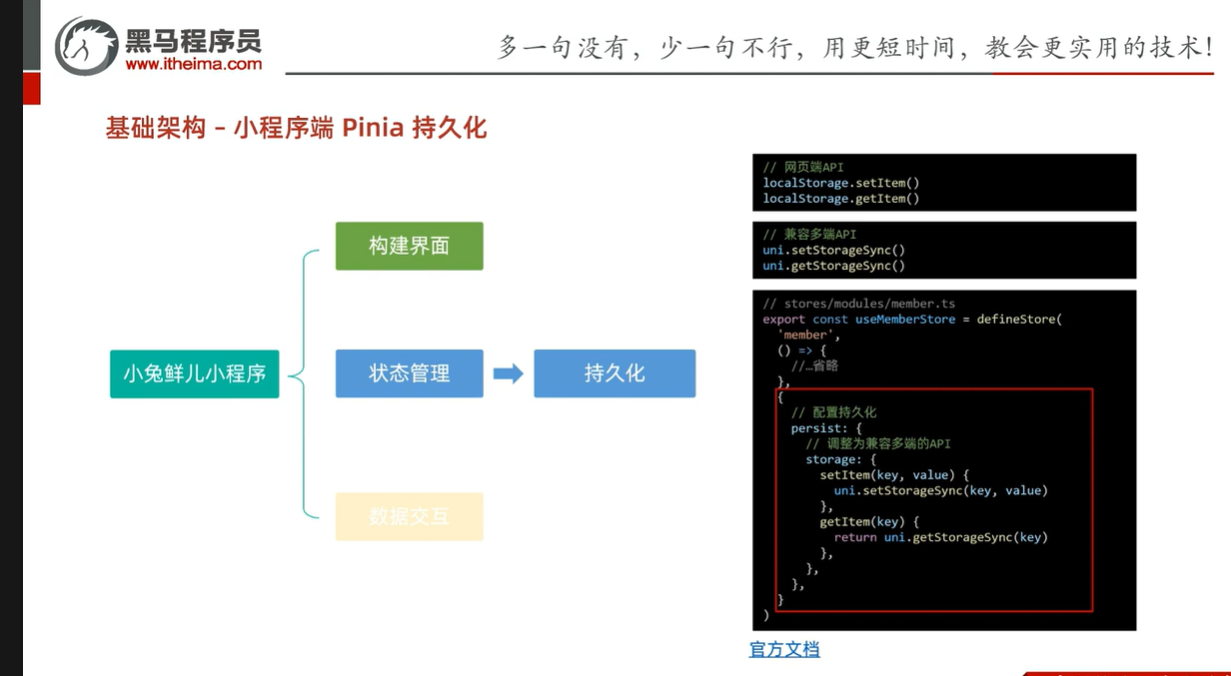 黑马程序员
www.itheima.com
多一句没有，少一句不行，用更短时间，教会更实用的技术！
基础架构 – 小程序端 Pinia 持久化
小兔鲜儿小程序
构建界面
状态管理
持久化
数据交互
// 网页端API
localStorage.setItem()
localStorage.getItem()
// 兼容多端API
uni.setStorageSync()
uni.getStorageSync()
// stores/modules/member.ts
export const useMemberStore = defineStore(
'member',
() => {
//…省略
},
{
// 配置持久化
persist: {
// 调整为兼容多端的API
storage: {
setItem(key, value) {
uni.setStorageSync(key, value)
},
getItem(key) {
return uni.getStorageSync(key)
},
},
},
}
)
官方文档